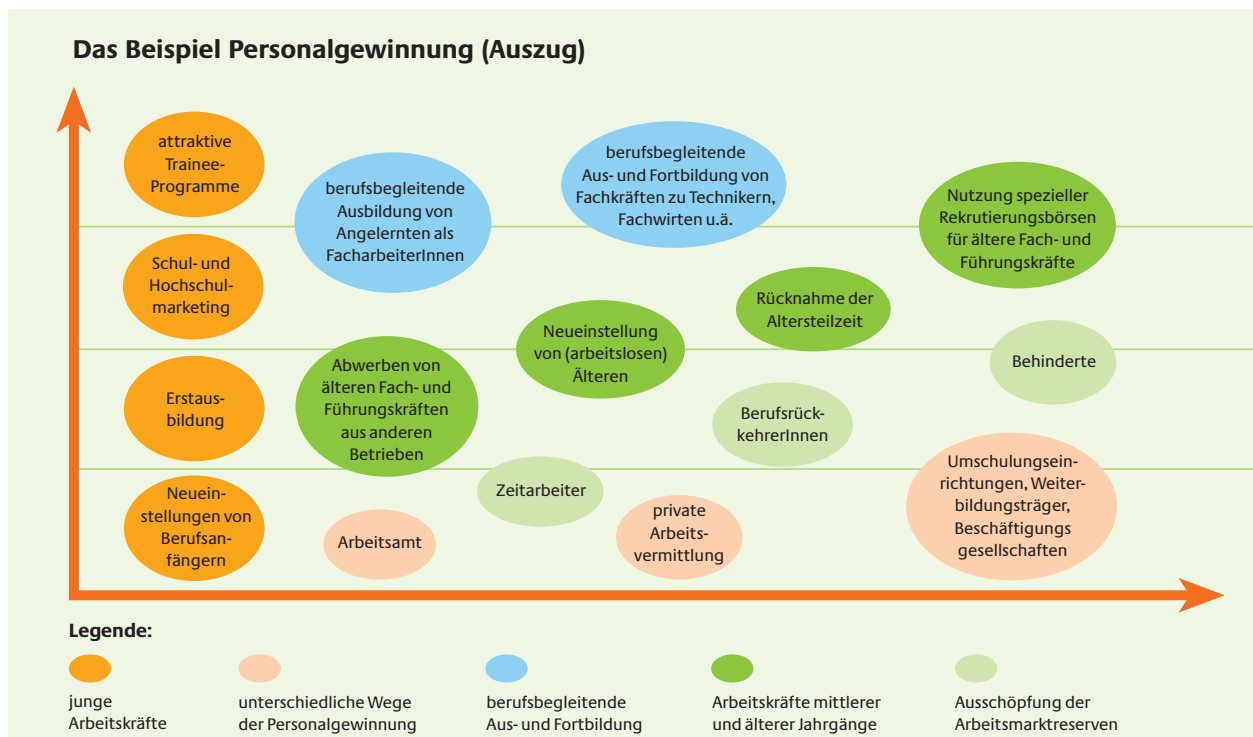 Das Beispiel Personalgewinnung (Auszug)
attraktive
Trainee-
Programme
berufsbegleitende
Ausbildung von
Angelernten als
FacharbeiterInnen
berufsbegleitende
Aus- und Fortbildung von
Fachkräften zu Technikern,
Fachwirten u.ä.
Nutzung spezieller
Rekrutierungsbörsen
für ältere Fach- und
Führungskräfte
Schul- und
Hochschul-
marketing
Neueinstellung
von (arbeitslosen)
Älteren
Rücknahme der
Altersteilzeit
Behinderte
Erstaus-
bildung
Abwerben von
älteren Fach- und
Führungskräften
aus anderen
Betrieben
BerufsrÜck-
kehrerInnen
Neuein-
stellungen von
Berufsan-
fängern
Arbeitsamt
Zeitarbeiter
private
Arbeits-
vermittlung
Umschulungsein-
richtungen, Weiter-
bildungsträger,
Beschäftigungs
gesellschaften
Legende:
junge
Arbeitskräfte
unterschiedliche Wege
der Personalgewinnung
berufsbegleitende
Aus- und Fortbildung
Arbeitskräfte mittlerer
und älterer Jahrgänge
Ausschöpfung der
Arbeitsmarktreserven